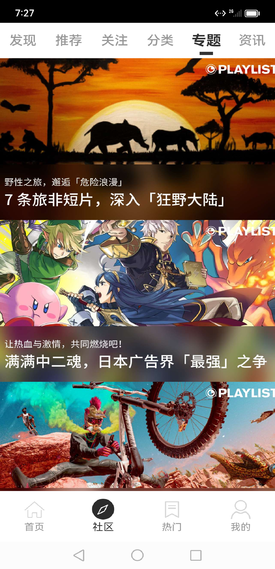 7:27
发现 推荐 关注 分类 专题 资讯
PLAYLIST
野性之旅，邂逅「危险浪漫」
7 条旅非短片，深入「狂野大陆」
PLAYLIST
让热血与激情，共同燃烧吧！
满满中二魂，日本广告界「最强」之争
PLAYLIST
首页 社区 热门 我的